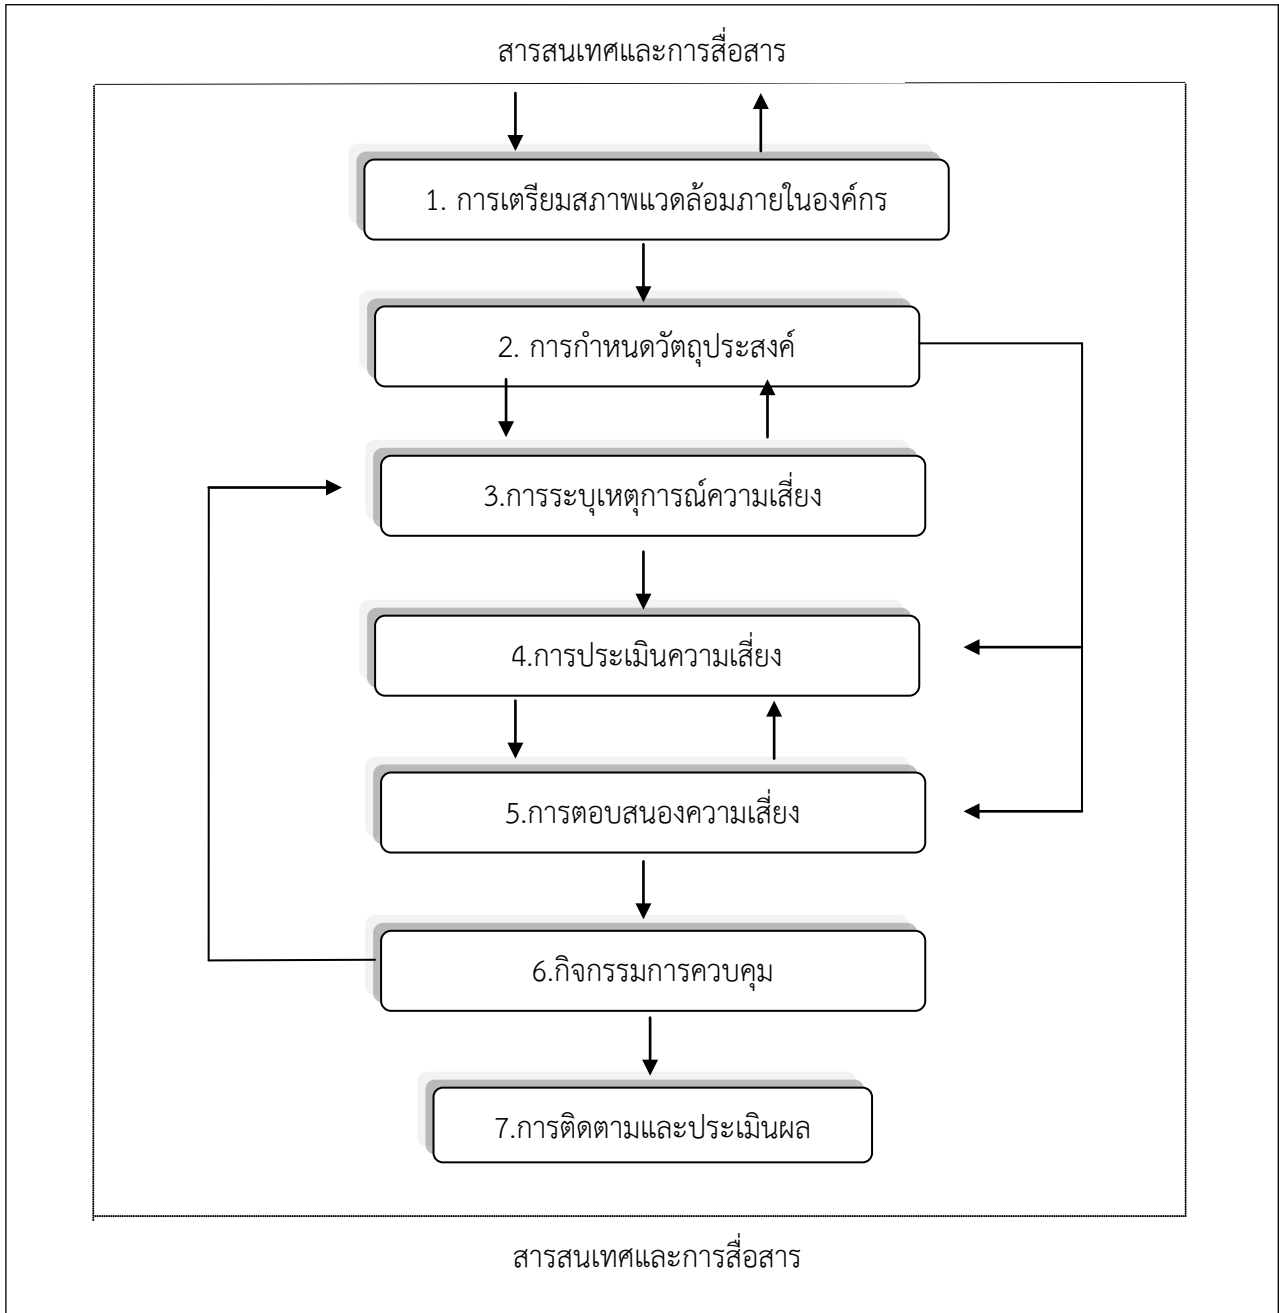 สารสนเทศและการสื่อสาร
1. การเตรียมสภาพแวดล้อมภายในองค์กร
2. การกำหนดวัตถุประสงค์
3.การระบุเหตุการณ์ความเสี่ยง
4.การประเมินความเสี่ยง
5.การตอบสนองความเสี่ยง
6.กิจกรรมการควบคุม
7.การติดตามและประเมินผล
สารสนเทศและการสื่อสาร